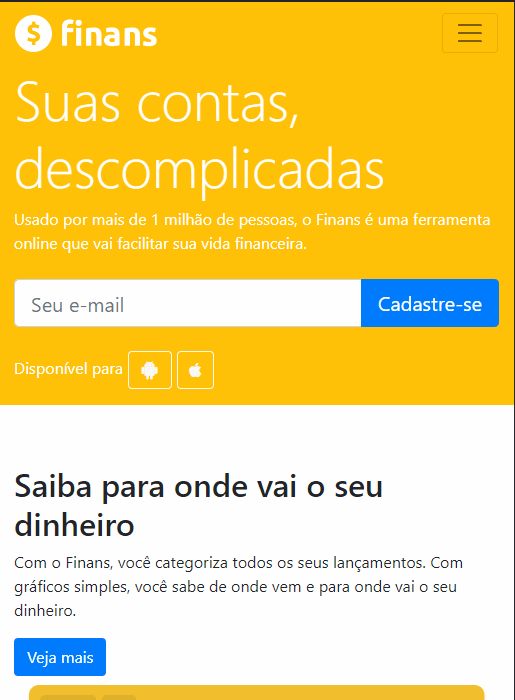 finans
Suas contas,
descomplicadas
Usado por mais de 1 milhão de pessoas, o Finans é uma ferramenta
online que vai facilitar sua vida financeira.
Seu e-mail
Cadastre-se
Disponível para
Saiba para onde vai o seu
dinheiro
Com o Finans, você categoriza todos os seus lançamentos. Com
gráficos simples, você sabe de onde vem e para onde vai o seu
dinheiro.
Veja mais